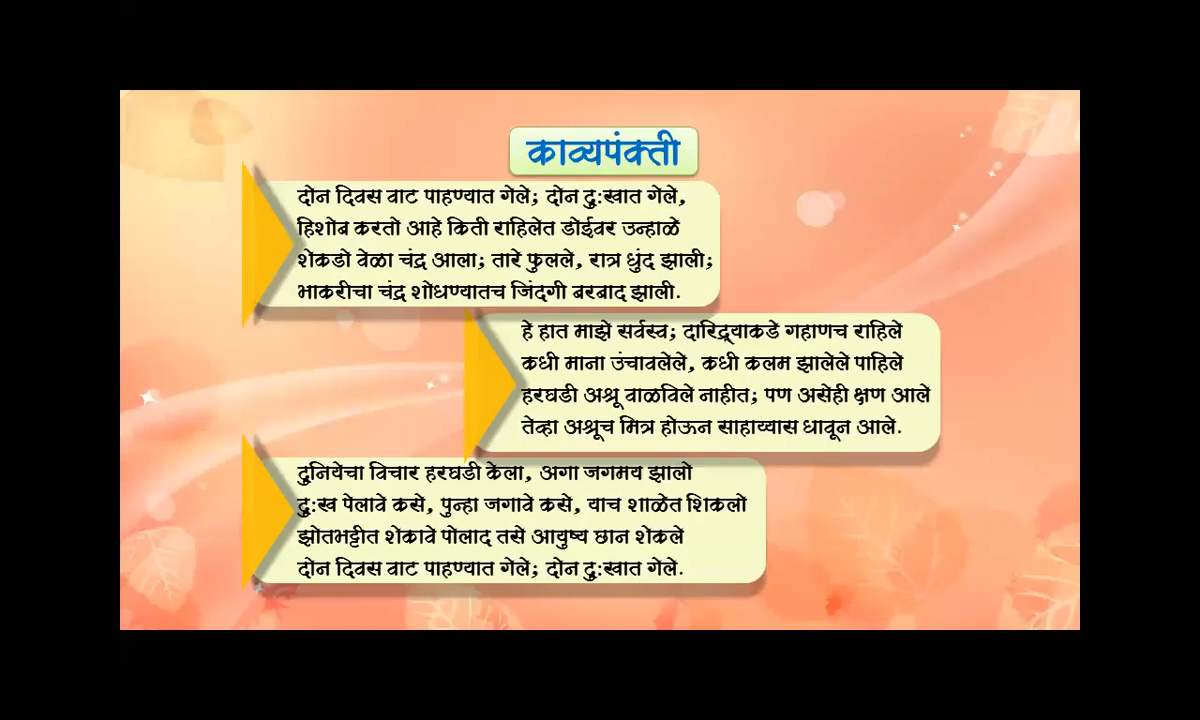 काव्यपंक्ती
दोन दिवस वाट पाहण्यात गेले; दोन दुःखात गेले,
हिशोब करतो आहे किती राहिलेत डोईवर उन्हाळे
शेकडो वेळा चंद्र आला; तारे फुलले, रात्र धुंद झाली;
भाकरीचा चंद्र शोधण्यातच जिंदगी बरबाद झाली.
हे हात माझे सर्वस्व; दारिद्र्याकडे गहाणच राहिले
कधी माना उंचावलेले, कधी कलम झालेले पाहिले
हरघडी अश्रू वाळविले नाहीत; पण असेही क्षण आले
तेव्हा अश्रूच मित्र होऊन साहाय्यास धावून आले.
दुनियेचा विचार हरघडी केला, अगा जगमय झालो
दुःख पेलावे कसे, पुन्हा जगावे कसे, याच शाळेत शिकलो
झोतभट्टीत शेकावे पोलाद तसे आयुष्य छान शेकले
दोन दिवस वाट पाहण्यात गेले; दोन दुःखात गेले.